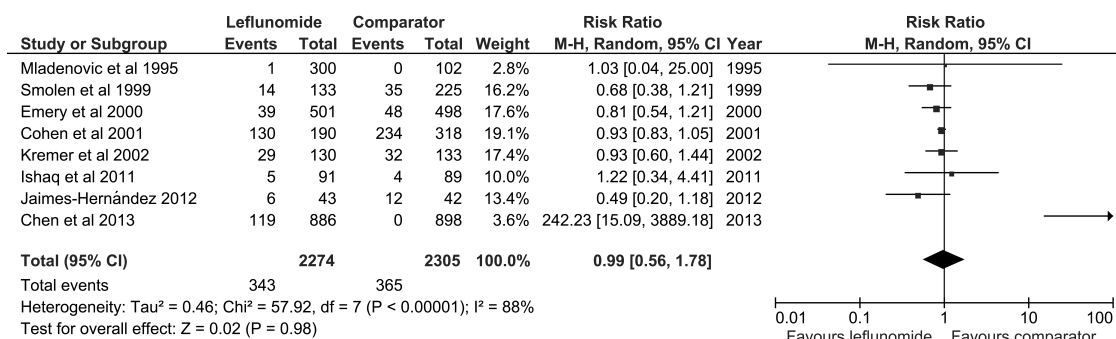 Leflunomide Comparator Risk Ratio Risk Ratio
Study or Subgroup Events Total Events Total Weight M-H, Random, 95% CI Year M-H, Random, 95% CI
Mladenovic et al 1995 1 300 0 102 2.8% 1.03 [0.04, 25.00] 1995
Smolen et al 1999 14 133 35 225 16.2% 0.68 [0.38, 1.21] 1999
Emery et al 2000 39 501 48 498 17.6% 0.81 [0.54, 1.21] 2000
Cohen et al 2001 130 190 234 318 19.1% 0.93 [0.83, 1.05] 2001
Kremer et al 2002 29 130 32 133 17.4% 0.93 [0.60, 1.44] 2002
Ishaq et al 2011 5 91 4 89 10.0% 1.22 [0.34, 4.41] 2011
Jaimes-Hernández 2012 6 43 12 42 13.4% 0.49 [0.20, 1.18] 2012
Chen et al 2013 119 886 0 898 3.6% 242.23 [15.09, 3889.18] 2013
Total (95% CI) 2274 2305 100.0% 0.99 [0.56, 1.78]
Total events 343 365
Heterogeneity: Tau² = 0.46; Chi² = 57.92, df = 7 (P < 0.00001); I² = 88%
Test for overall effect: Z = 0.02 (P = 0.98)
0.01 0.1 1 10 100
Favours leflunomide Favours comparator